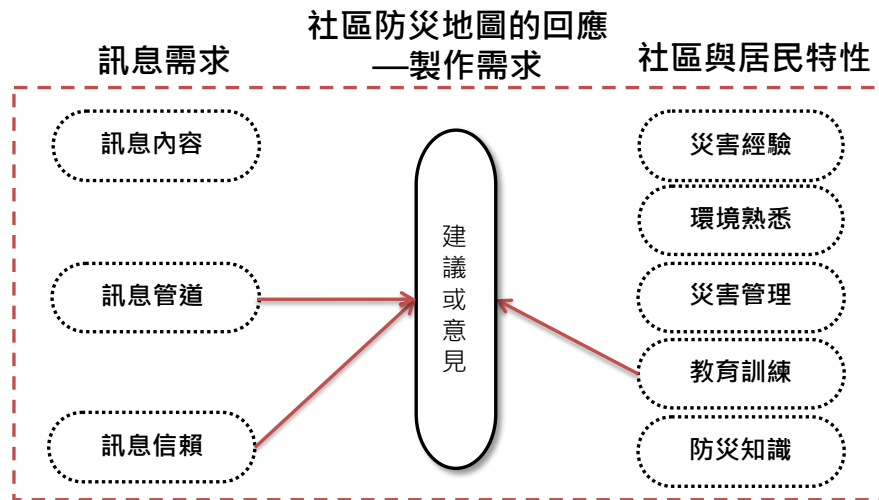 訊息需求
社區防災地圖的回應
—製作需求
社區與居民特性
訊息內容
訊息管道
訊息信賴
建議或意見
災害經驗
環境熟悉
災害管理
教育訓練
防災知識